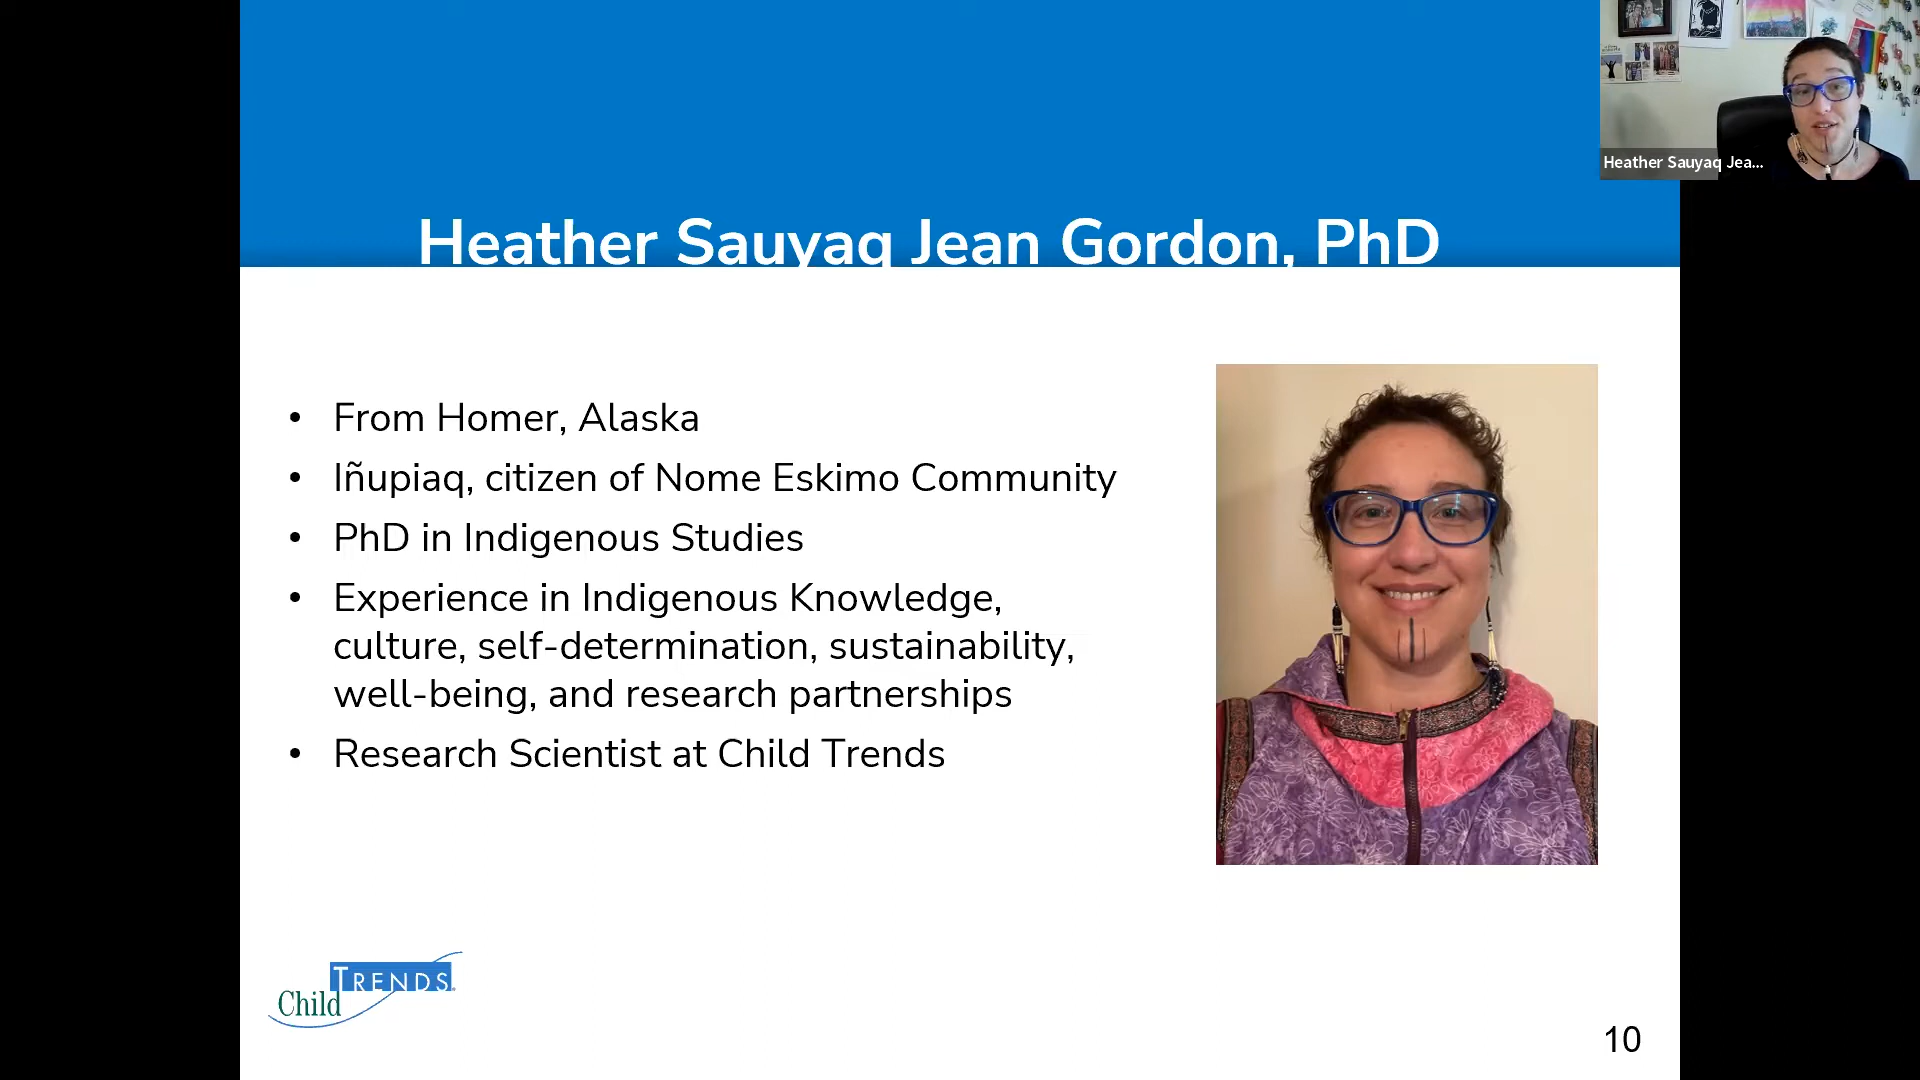 Heather Sauyaq Jea...
Heather Sauyaq Jean Gordon, PhD
• From Homer, Alaska
• Iñupiaq, citizen of Nome Eskimo Community
• PhD in Indigenous Studies
• Experience in Indigenous Knowledge,
culture, self-determination, sustainability,
well-being, and research partnerships
• Research Scientist at Child Trends
Child TRENDS
10